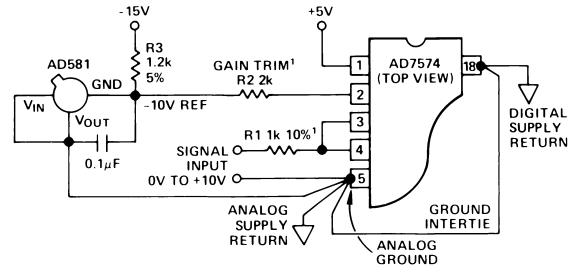 -15V
+5V
R3
1.2k
5%
AD581
GND
VIN
VOUT
0.1μF
-10V REF
GAIN TRIM1
R2 2k
1
2
3
4
5
18
AD7574
(TOP VIEW)
R1 1k 10%1
SIGNAL
INPUT
0V TO +10V
DIGITAL
SUPPLY
RETURN
ANALOG
SUPPLY
RETURN
ANALOG
GROUND
GROUND
INTERTIE